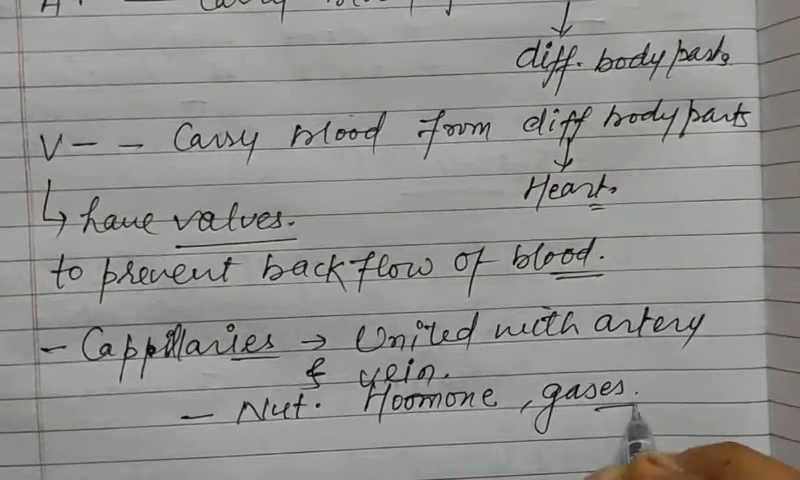 diff. body parts
V - - Carry blood from diff body parts
↓
Heart.
↳ have valves.
to prevent back flow of blood.
- Cappillaries → United with artery
& vein.
- Nut. Hoormone, gases.